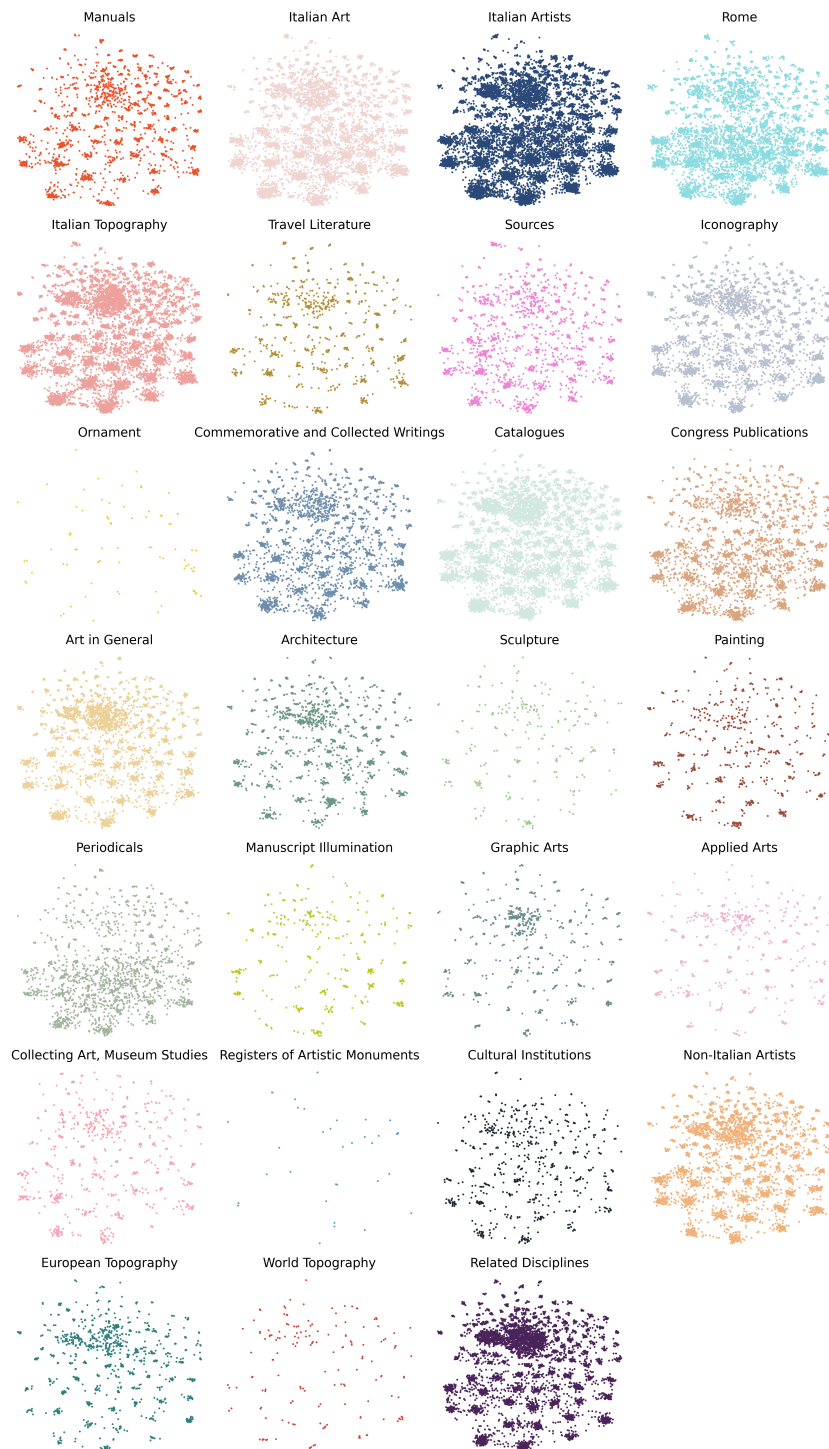 Manuals
Italian Art
Italian Artists
Rome
Italian Topography
Travel Literature
Sources
Iconography
Ornament
Commemorative and Collected Writings
Catalogues
Congress Publications
Art in General
Architecture
Sculpture
Painting
Periodicals
Manuscript Illumination
Graphic Arts
Applied Arts
Collecting Art, Museum Studies
Registers of Artistic Monuments
Cultural Institutions
Non-Italian Artists
European Topography
World Topography
Related Disciplines